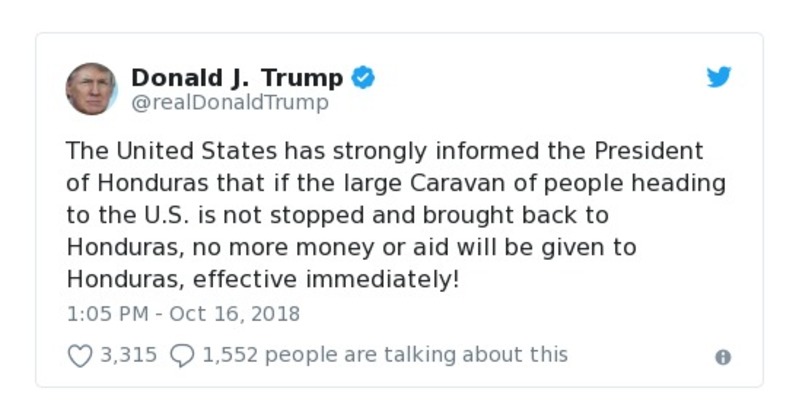 Donald J. Trump
@realDonaldTrump
The United States has strongly informed the President
of Honduras that if the large Caravan of people heading
to the U.S. is not stopped and brought back to
Honduras, no more money or aid will be given to
Honduras, effective immediately!
1:05 PM - Oct 16, 2018
3,315 1,552 people are talking about this